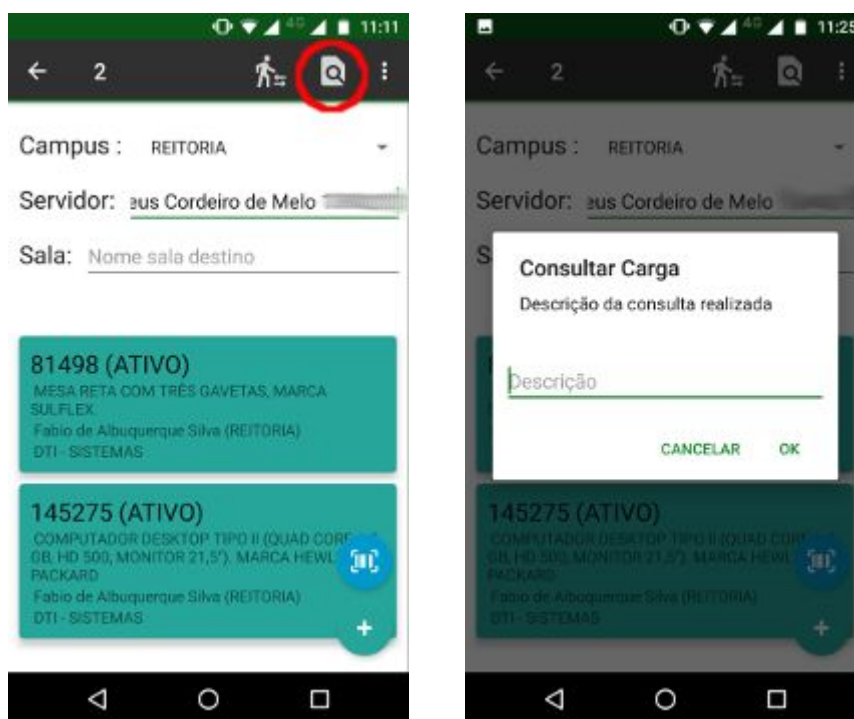 4G 11:11
2
Campus : REITORIA
Servidor: eus Cordeiro de Melo
Sala: Nome sala destino
81498 (ATIVO)
MESA RETA COM TRÊS GAVETAS, MARCA
SULFLEX.
Fabio de Albuquerque Silva (REITORIA)
DTI - SISTEMAS
145275 (ATIVO)
COMPUTADOR DESKTOP TIPO II (QUAD CORE
GB, HD 500, MONITOR 21,5"). MARCA HEWL
PACKARD
Fabio de Albuquerque Silva (REITORIA)
DTI - SISTEMAS
+
4G 11:25
2
Campus : REITORIA
Servidor: eus Cordeiro de Melo
S
Consultar Carga
Descrição da consulta realizada
Descrição
CANCELAR OK
145275 (ATIVO)
COMPUTADOR DESKTOP TIPO II (QUAD CORE
GB, HD 500, MONITOR 21,5"). MARCA HEWL
PACKARD
Fabio de Albuquerque Silva (REITORIA)
DTI - SISTEMAS
+